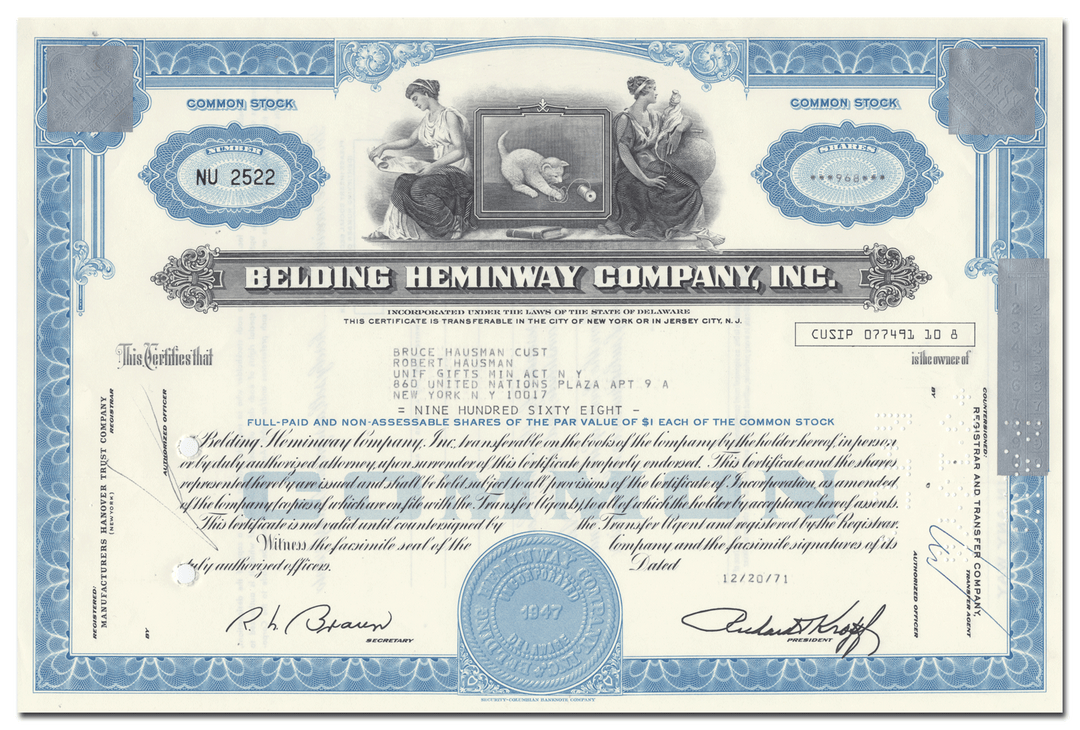 COMMON STOCK
COMMON STOCK
NUMBER
NU 2522
SHARES
***968***
BELDING HEMINWAY COMPANY, INC.
INCORPORATED UNDER THE LAWS OF THE STATE OF DELAWARE
THIS CERTIFICATE IS TRANSFERABLE IN THE CITY OF NEW YORK OR IN JERSEY CITY, N. J.
CUSIP 077491 10 8
This Certifies that
BRUCE HAUSMAN CUST
ROBERT HAUSMAN
UNIF GIFTS MIN ACT N Y
860 UNITED NATIONS PLAZA APT 9 A
NEW YORK N Y 10017
is the owner of
= NINE HUNDRED SIXTY EIGHT -
FULL-PAID AND NON-ASSESSABLE SHARES OF THE PAR VALUE OF $1 EACH OF THE COMMON STOCK
COMMON
Belding Heminway Company, Inc., transferable on the books of the Company by the holder hereof, in person
or by duly authorized attorney, upon surrender of this certificate properly endorsed. This Certificate and the shares
represented hereby are issued and shall be held subject to all provisions of the Certificate of Incorporation, as amended
of the Company (copies of which are on file with the Transfer Agents), to all of which the holder by acceptance hereof assents.
This certificate is not valid until countersigned by the Transfer Agent and registered by the Registrar.
Witness the facsimile seal of the Company and the facsimile signatures of its
duly authorized officers.
Dated
12/20/71
R L Braun
SECRETARY
BELDING HEMINWAY COMPANY INC.
INCORPORATED
1947
DELAWARE
Richard Kropf
PRESIDENT
REGISTERED:
MANUFACTURERS HANOVER TRUST COMPANY
(NEW YORK)
REGISTRAR
BY
AUTHORIZED OFFICER
COUNTERSIGNED:
REGISTRAR AND TRANSFER COMPANY,
TRANSFER AGENT
BY
AUTHORIZED OFFICER
SECURITY-COLUMBIAN BANKNOTE COMPANY